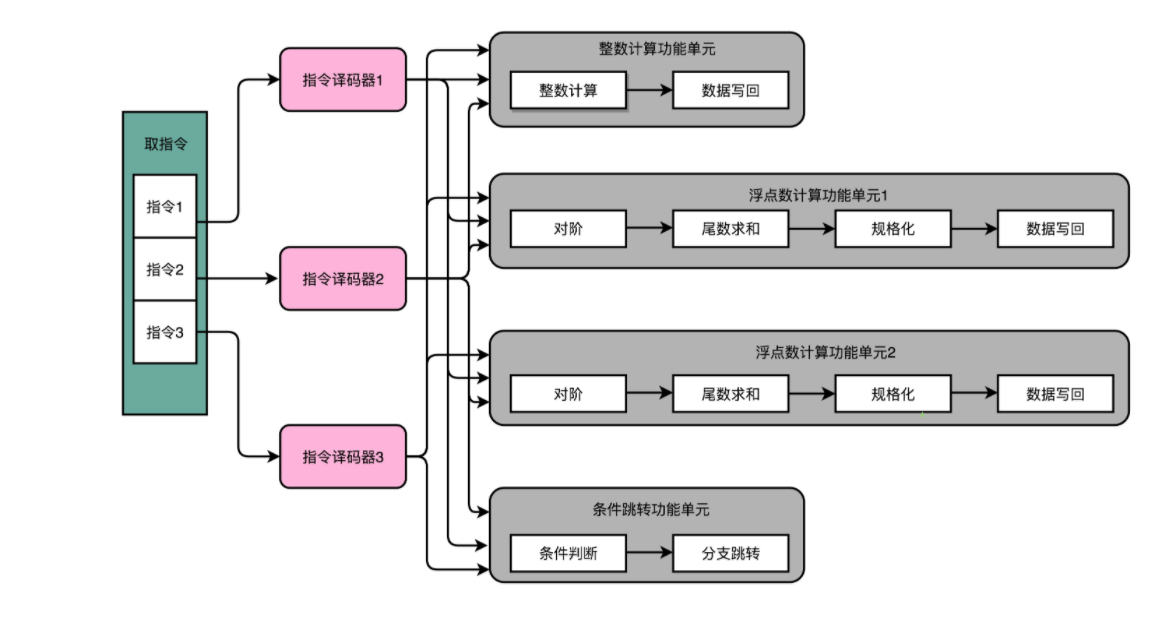 取指令
指令1
指令2
指令3
指令译码器1
指令译码器2
指令译码器3
整数计算功能单元
整数计算
数据写回
浮点数计算功能单元1
对阶
尾数求和
规格化
数据写回
浮点数计算功能单元2
对阶
尾数求和
规格化
数据写回
条件跳转功能单元
条件判断
分支跳转